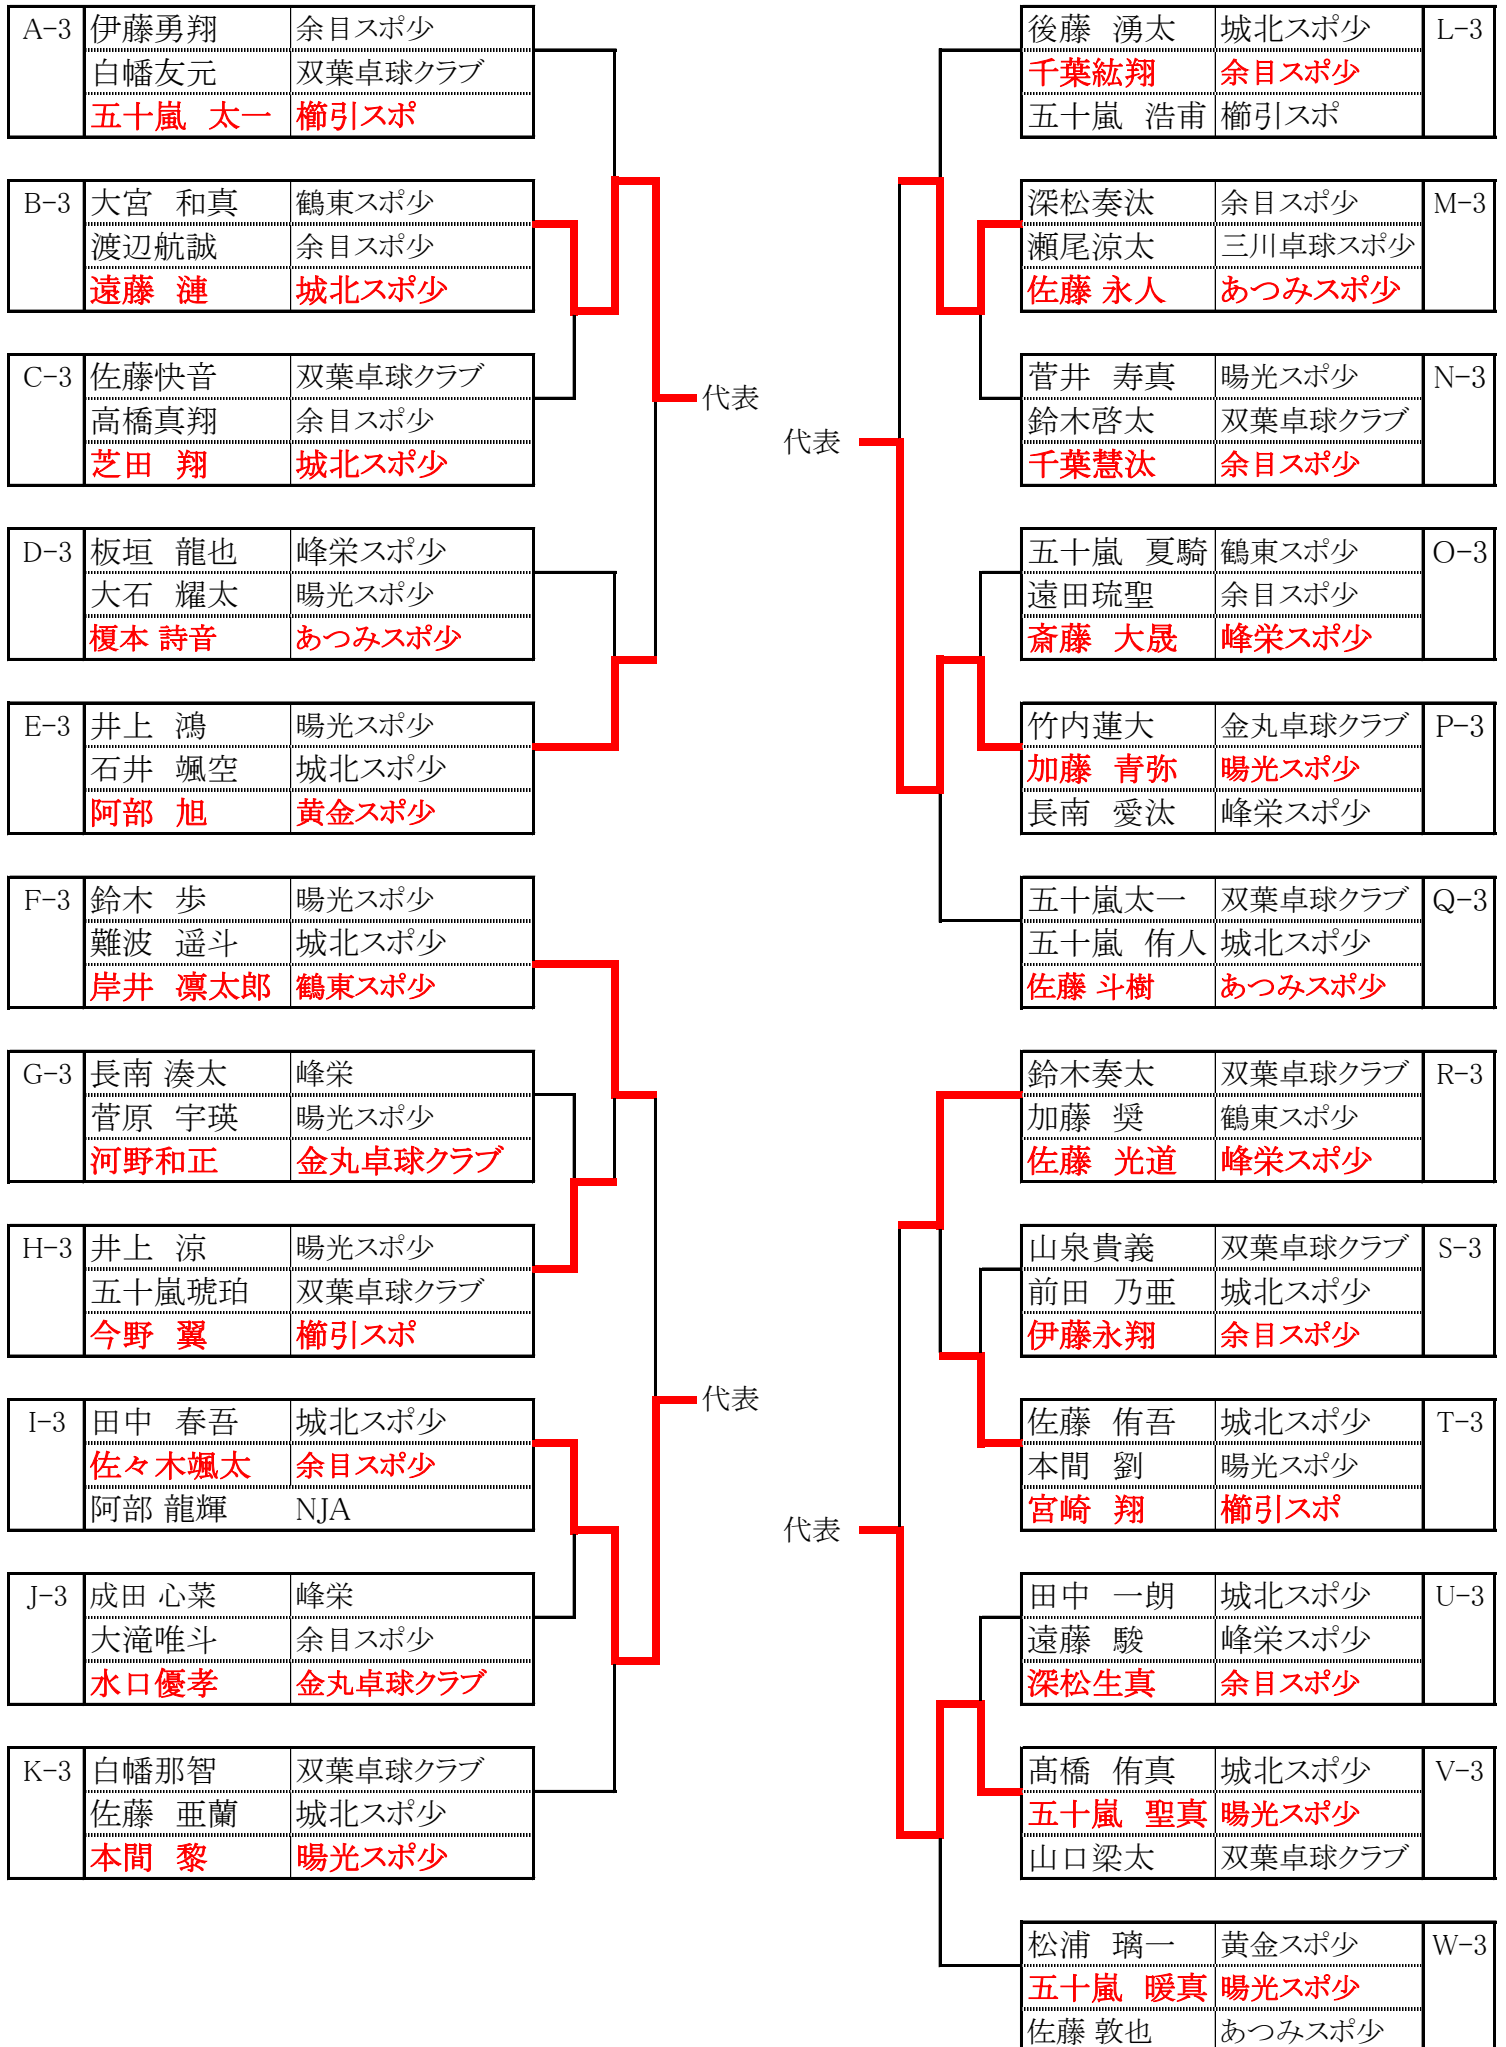 A-3 伊藤勇翔 余目スポ少
白幡友元 双葉卓球クラブ
五十嵐 太一 櫛引スポ
B-3 大宮 和真 鶴東スポ少
渡辺航誠 余目スポ少
遠藤 漣 城北スポ少
C-3 佐藤快音 双葉卓球クラブ
高橋真翔 余目スポ少
芝田 翔 城北スポ少
代表
D-3 板垣 龍也 峰栄スポ少
大石 耀太 暘光スポ少
榎本 詩音 あつみスポ少
E-3 井上 鴻 暘光スポ少
石井 颯空 城北スポ少
阿部 旭 黄金スポ少
F-3 鈴木 歩 暘光スポ少
難波 遥斗 城北スポ少
岸井 凛太郎 鶴東スポ少
G-3 長南 湊太 峰栄
菅原 宇瑛 暘光スポ少
河野和正 金丸卓球クラブ
H-3 井上 涼 暘光スポ少
五十嵐琥珀 双葉卓球クラブ
今野 翼 櫛引スポ
代表
I-3 田中 春吾 城北スポ少
佐々木颯太 余目スポ少
阿部 龍輝 NJA
J-3 成田 心菜 峰栄
大滝唯斗 余目スポ少
水口優孝 金丸卓球クラブ
K-3 白幡那智 双葉卓球クラブ
佐藤 亜蘭 城北スポ少
本間 黎 暘光スポ少
後藤 湧太 城北スポ少 L-3
千葉紘翔 余目スポ少
五十嵐 浩甫 櫛引スポ
深松奏汰 余目スポ少 M-3
瀬尾涼太 三川卓球スポ少
佐藤 永人 あつみスポ少
菅井 寿真 暘光スポ少 N-3
鈴木啓太 双葉卓球クラブ
千葉慧汰 余目スポ少
代表
五十嵐 夏騎 鶴東スポ少 O-3
遠田琉聖 余目スポ少
斎藤 大晟 峰栄スポ少
竹内蓮大 金丸卓球クラブ P-3
加藤 青弥 暘光スポ少
長南 愛汰 峰栄スポ少
五十嵐太一 双葉卓球クラブ Q-3
五十嵐 侑人 城北スポ少
佐藤 斗樹 あつみスポ少
鈴木奏太 双葉卓球クラブ R-3
加藤 奨 鶴東スポ少
佐藤 光道 峰栄スポ少
山泉貴義 双葉卓球クラブ S-3
前田 乃亜 城北スポ少
伊藤永翔 余目スポ少
佐藤 侑吾 城北スポ少 T-3
本間 劉 暘光スポ少
宮崎 翔 櫛引スポ
代表
田中 一朗 城北スポ少 U-3
遠藤 駿 峰栄スポ少
深松生真 余目スポ少
髙橋 侑真 城北スポ少 V-3
五十嵐 聖真 暘光スポ少
山口梁太 双葉卓球クラブ
松浦 璃一 黄金スポ少 W-3
五十嵐 暖真 暘光スポ少
佐藤 敦也 あつみスポ少